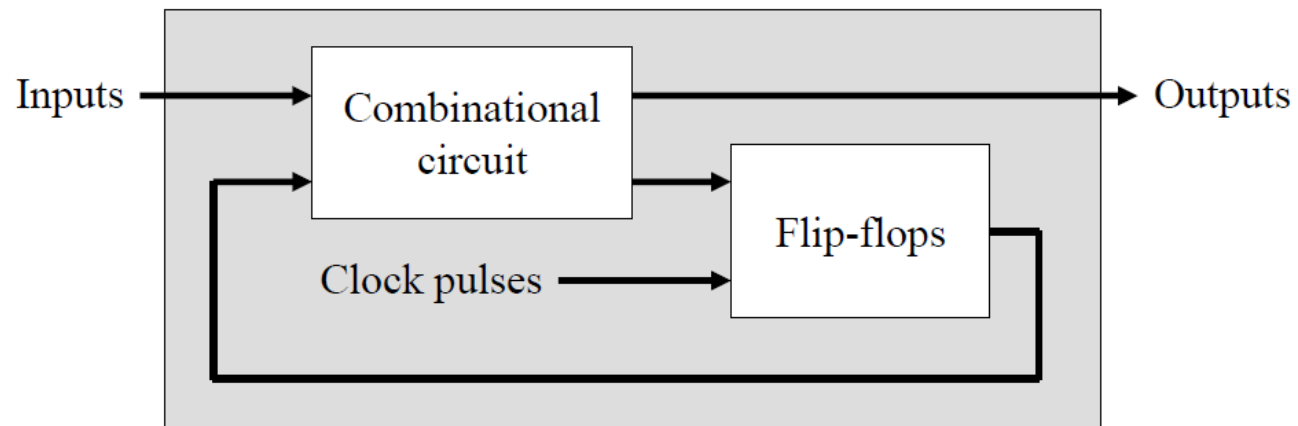 Inputs
Combinational
circuit
Outputs
Flip-flops
Clock pulses